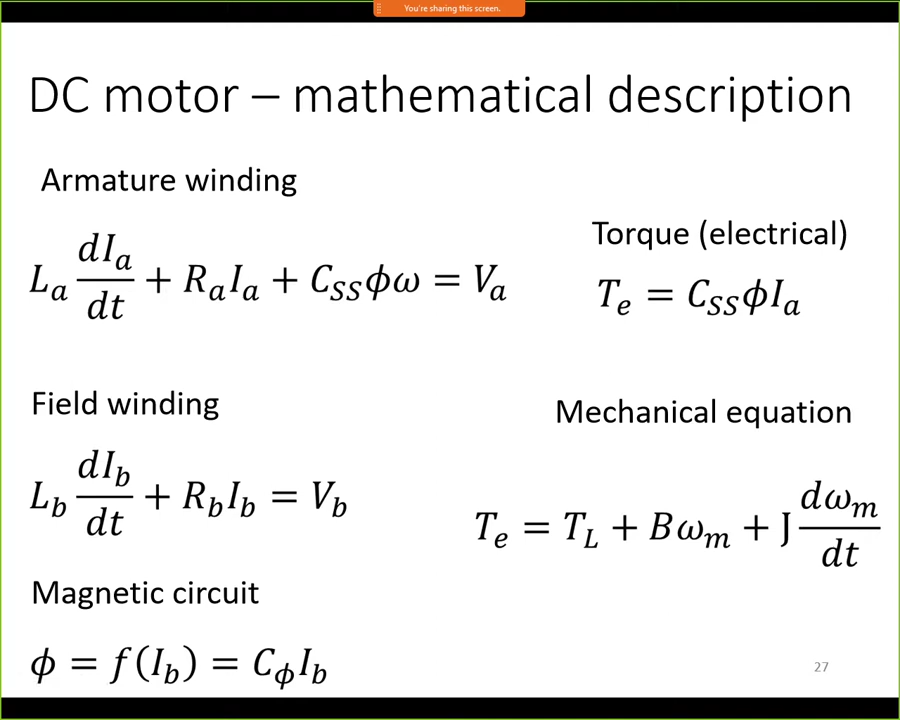 You're sharing this screen.
DC motor – mathematical description
Armature winding
L_a dI_a/dt + R_a I_a + C_SS ϕω = V_a
Torque (electrical)
T_e = C_SS ϕ I_a
Field winding
L_b dI_b/dt + R_b I_b = V_b
Mechanical equation
T_e = T_L + Bω_m + J dω_m/dt
Magnetic circuit
ϕ = f(I_b) = C_ϕ I_b
27